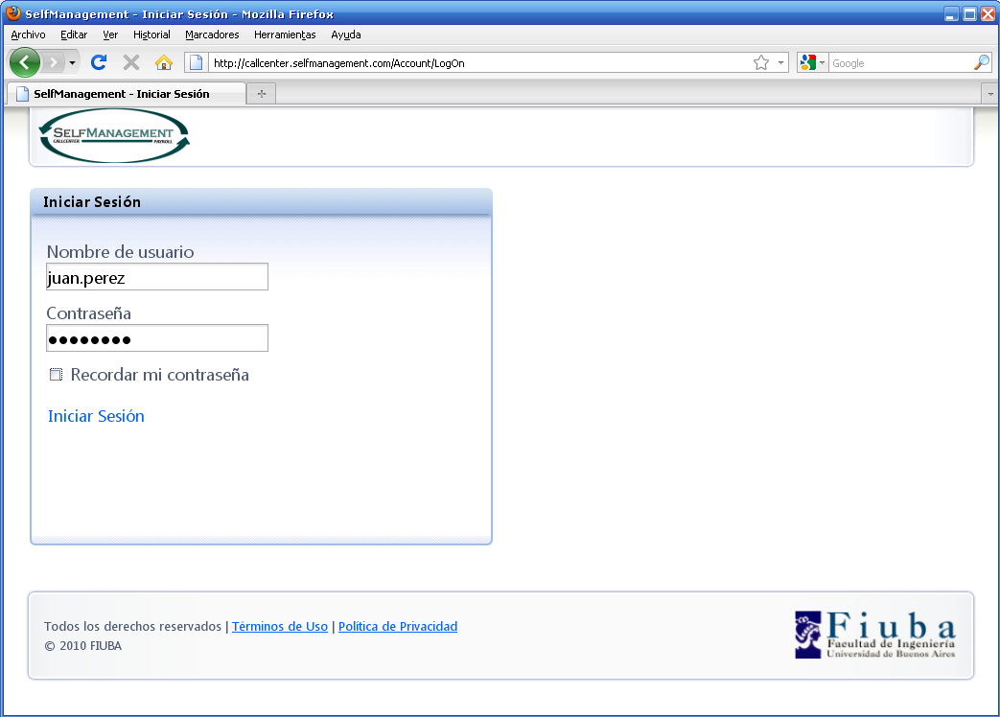 SelfManagement - Iniciar Sesión - Mozilla Firefox
Archivo Editar Ver Historial Marcadores Herramientas Ayuda
http://callcenter.selfmanagement.com/Account/LogOn Google
SelfManagement - Iniciar Sesión
SELFMANAGEMENT
CALLCENTER PAYROLL
Iniciar Sesión
Nombre de usuario
juan.perez
Contraseña
●●●●●●●●
Recordar mi contraseña
Iniciar Sesión
Todos los derechos reservados | Términos de Uso | Política de Privacidad
© 2010 FIUBA
Fiuba
Facultad de Ingeniería
Universidad de Buenos Aires